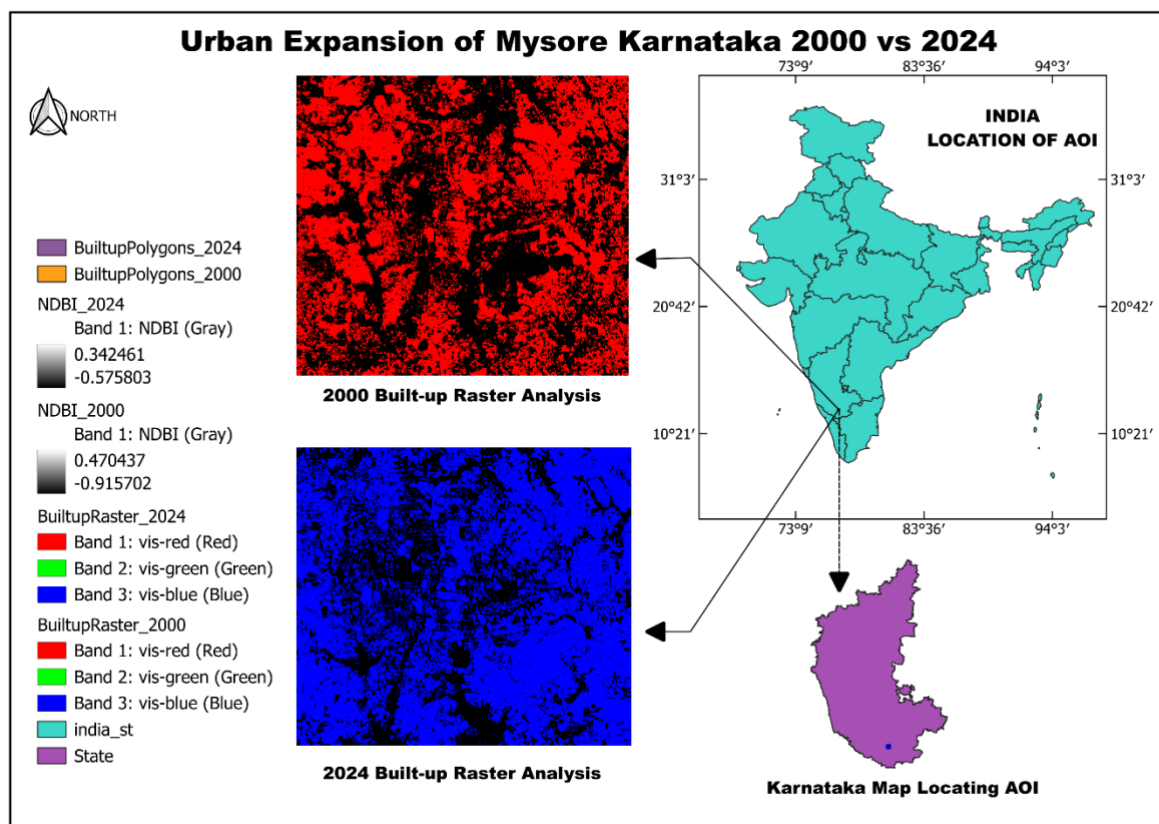 Urban Expansion of Mysore Karnataka 2000 vs 2024
NORTH
BuiltupPolygons_2024
BuiltupPolygons_2000
NDBI_2024
Band 1: NDBI (Gray)
0.342461
-0.575803
NDBI_2000
Band 1: NDBI (Gray)
0.470437
-0.915702
BuiltupRaster_2024
Band 1: vis-red (Red)
Band 2: vis-green (Green)
Band 3: vis-blue (Blue)
BuiltupRaster_2000
Band 1: vis-red (Red)
Band 2: vis-green (Green)
Band 3: vis-blue (Blue)
india_st
State
2000 Built-up Raster Analysis
2024 Built-up Raster Analysis
73°9′ 83°36′ 94°3′
INDIA
LOCATION OF AOI
31°3′ 31°3′
20°42′ 20°42′
10°21′ 10°21′
73°9′ 83°36′ 94°3′
Karnataka Map Locating AOI